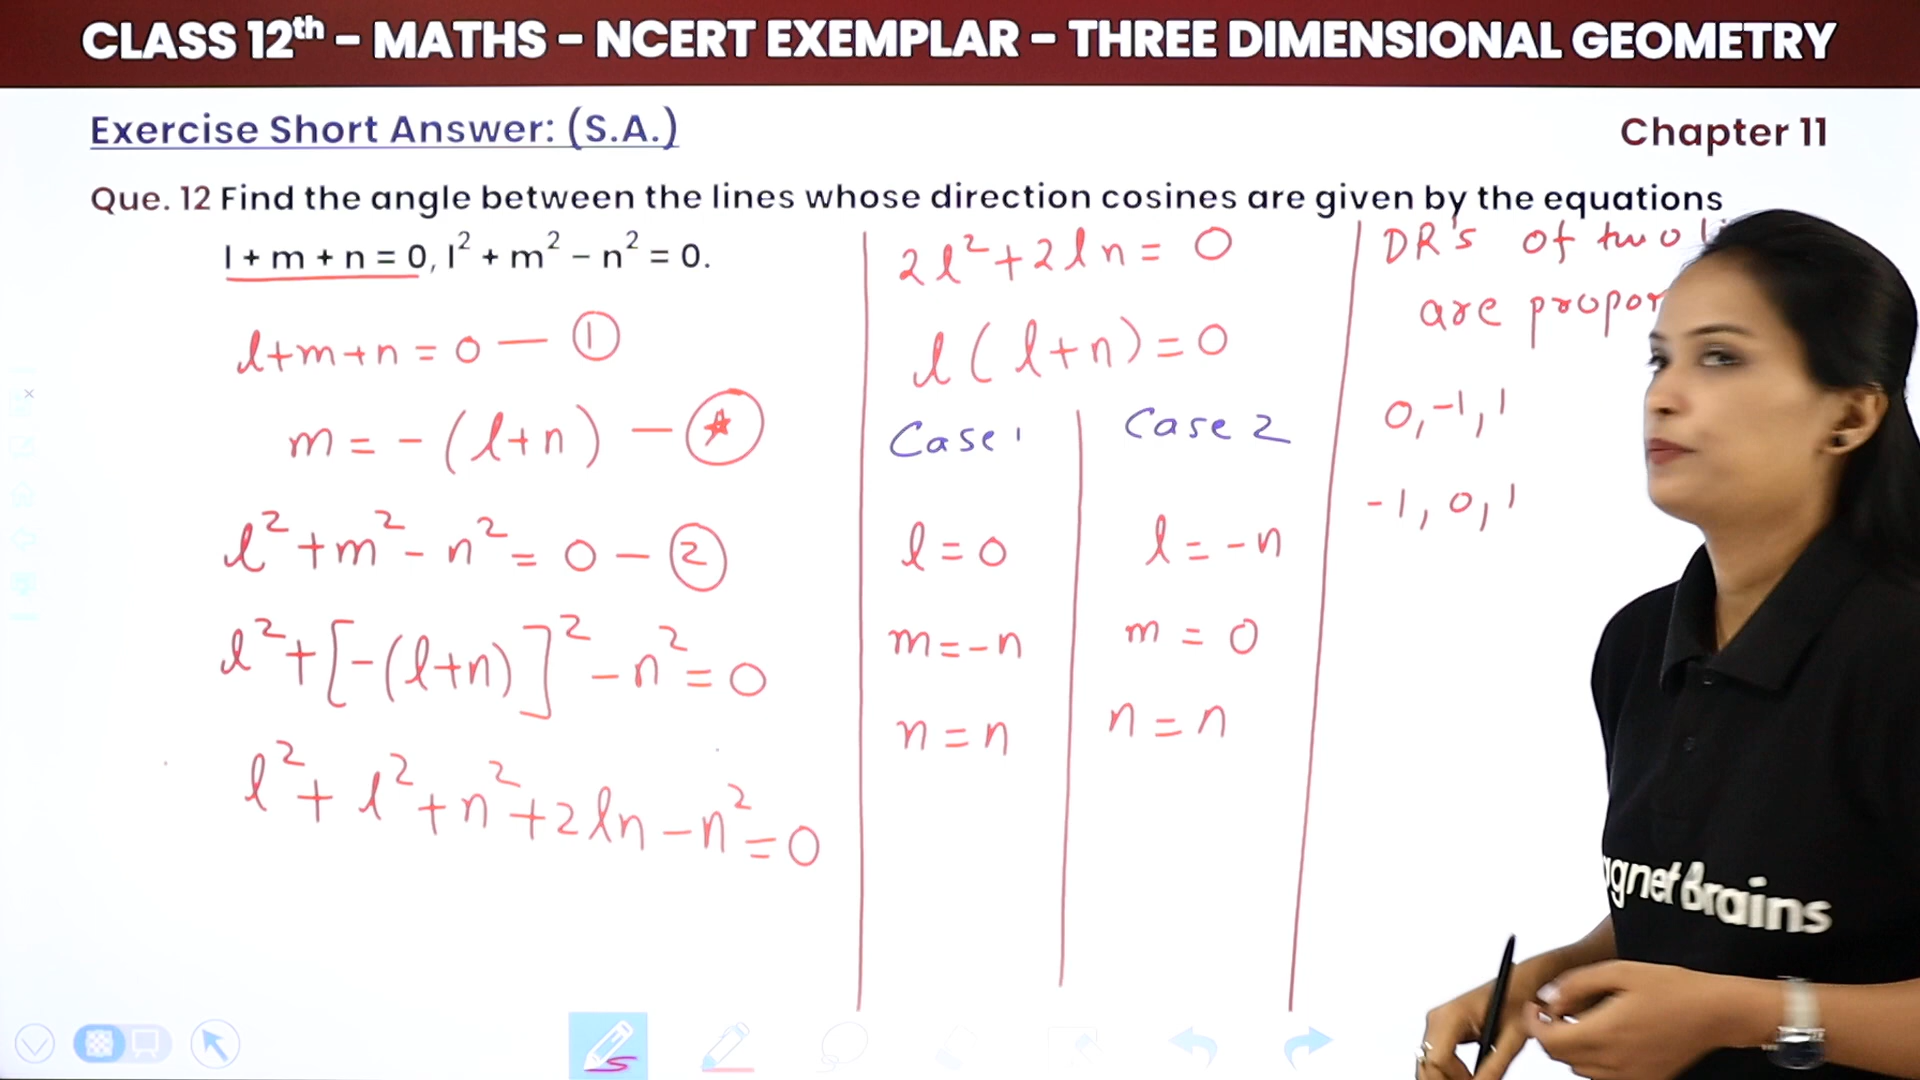 CLASS 12th – MATHS – NCERT EXEMPLAR – THREE DIMENSIONAL GEOMETRY
Exercise Short Answer: (S.A.)
Chapter 11
Que. 12 Find the angle between the lines whose direction cosines are given by the equations
l + m + n = 0, l² + m² – n² = 0.
l+m+n = 0 — ①
m = -(l+n) — ★
l²+m²-n² = 0 — ②
l²+[-(l+n)]²-n²=0
l²+l²+n²+2ln-n²=0
2l²+2ln = 0
l(l+n)=0
Case 1
l=0
m=-n
n=n
Case 2
l=-n
m=0
n=n
DR's of two
are
0,-1,1
-1,0,1
Brains